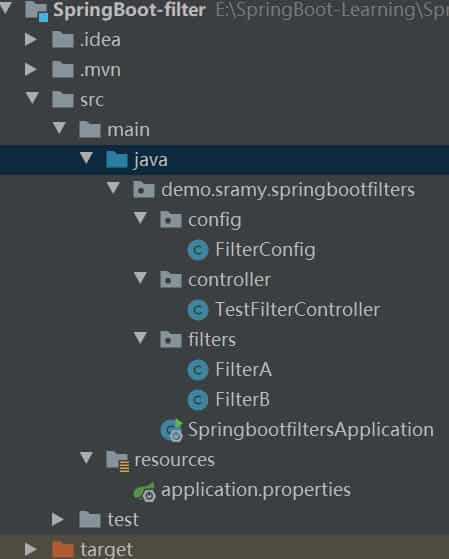 SpringBoot-filter E:\SpringBoot-Learning\Spr
.idea
.mvn
src
main
java
demo.sramy.springbootfilters
config
FilterConfig
controller
TestFilterController
filters
FilterA
FilterB
SpringbootfiltersApplication
resources
application.properties
test
target